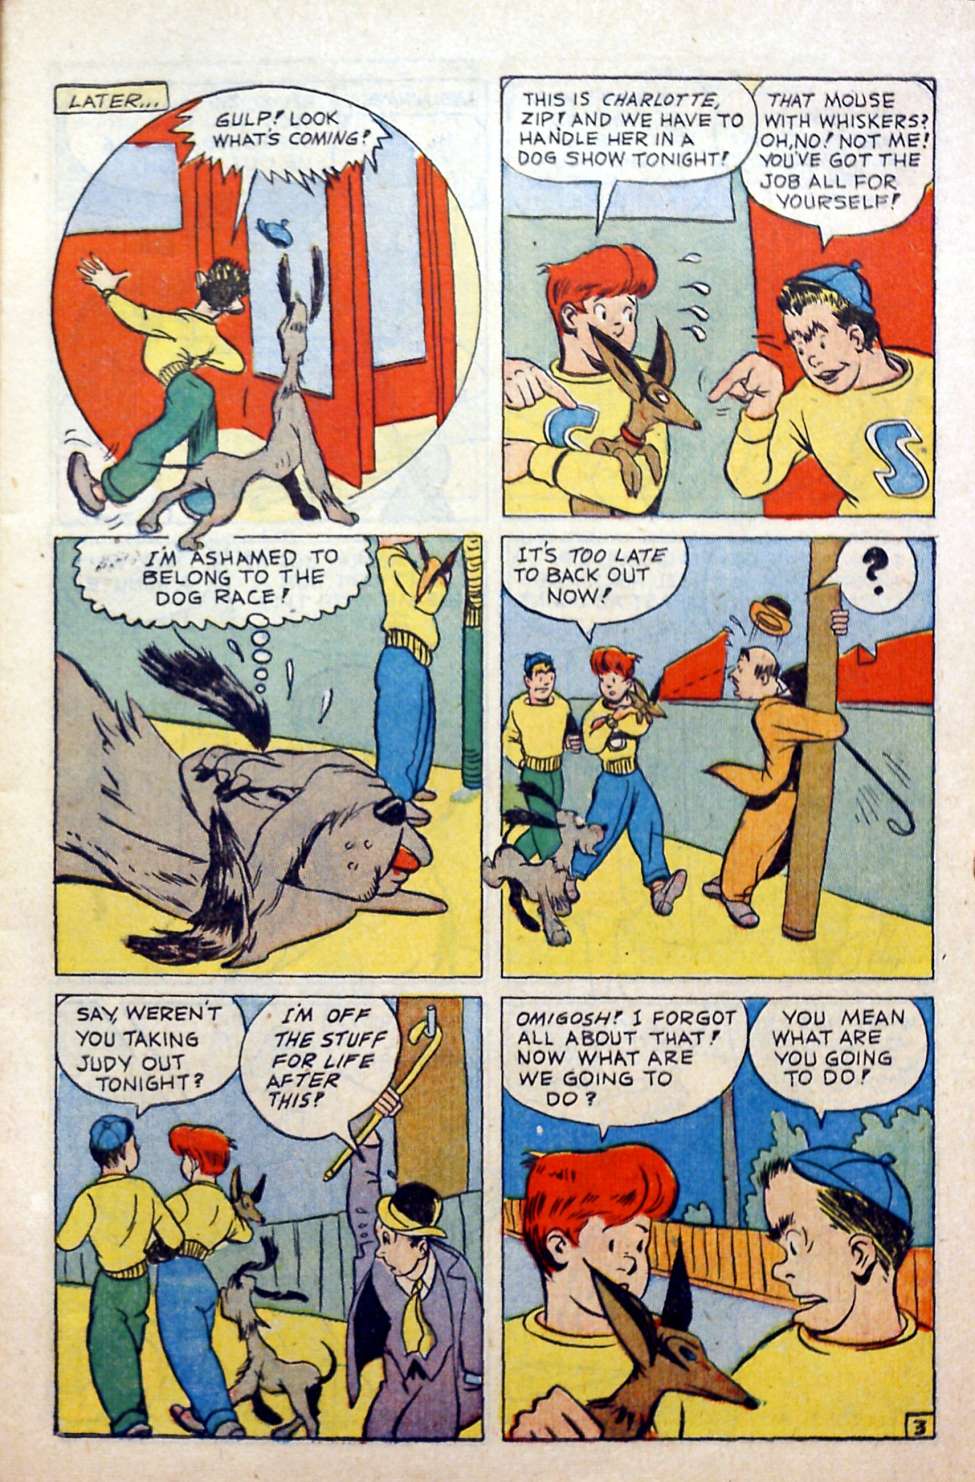 LATER...
GULP! LOOK
WHAT'S COMING?
THIS IS CHARLOTTE,
ZIP! AND WE HAVE TO
HANDLE HER IN A
DOG SHOW TONIGHT!
THAT MOUSE
WITH WHISKERS?
OH, NO! NOT ME!
YOU'VE GOT THE
JOB ALL FOR
YOURSELF!
C
S
I'M ASHAMED TO
BELONG TO THE
DOG RACE!
IT'S TOO LATE
TO BACK OUT
NOW!
?
SAY, WEREN'T
YOU TAKING
JUDY OUT
TONIGHT?
I'M OFF
THE STUFF
FOR LIFE
AFTER
THIS!
OMIGOSH! I FORGOT
ALL ABOUT THAT!
NOW WHAT ARE
WE GOING TO
DO?
YOU MEAN
WHAT ARE
YOU GOING
TO DO!
3